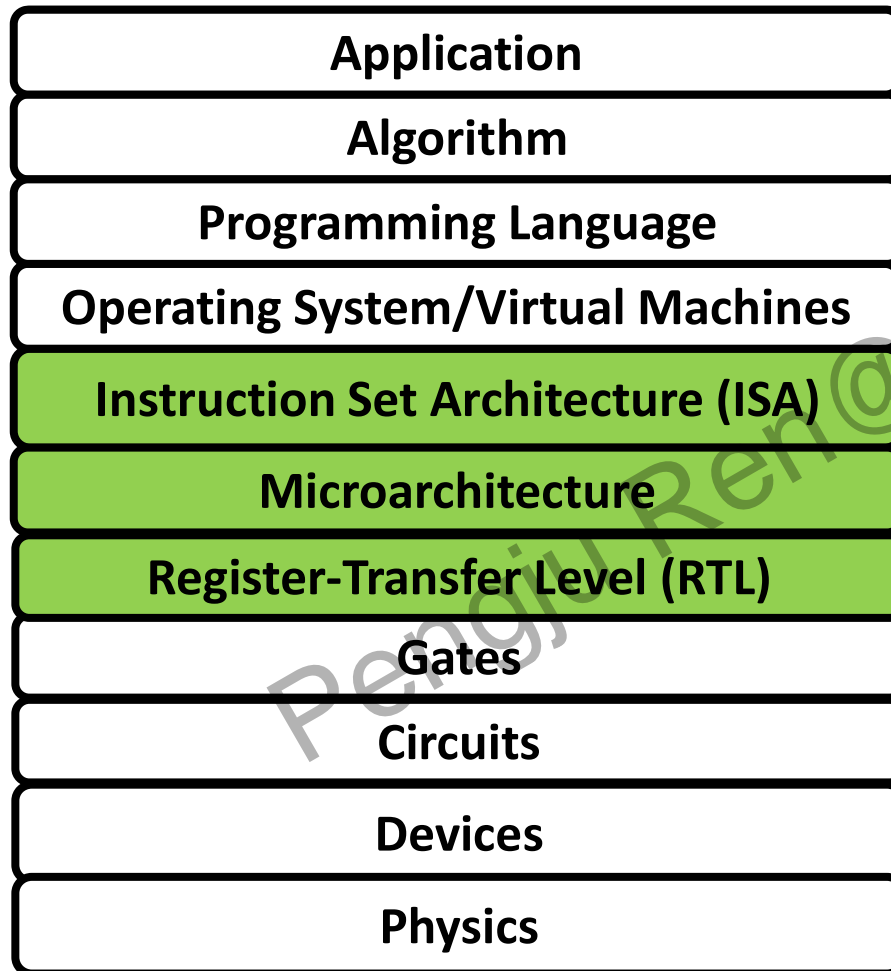 Application
Algorithm
Programming Language
Operating System/Virtual Machines
Instruction Set Architecture (ISA)
Microarchitecture
Register-Transfer Level (RTL)
Gates
Circuits
Devices
Physics
Pengju Ren@